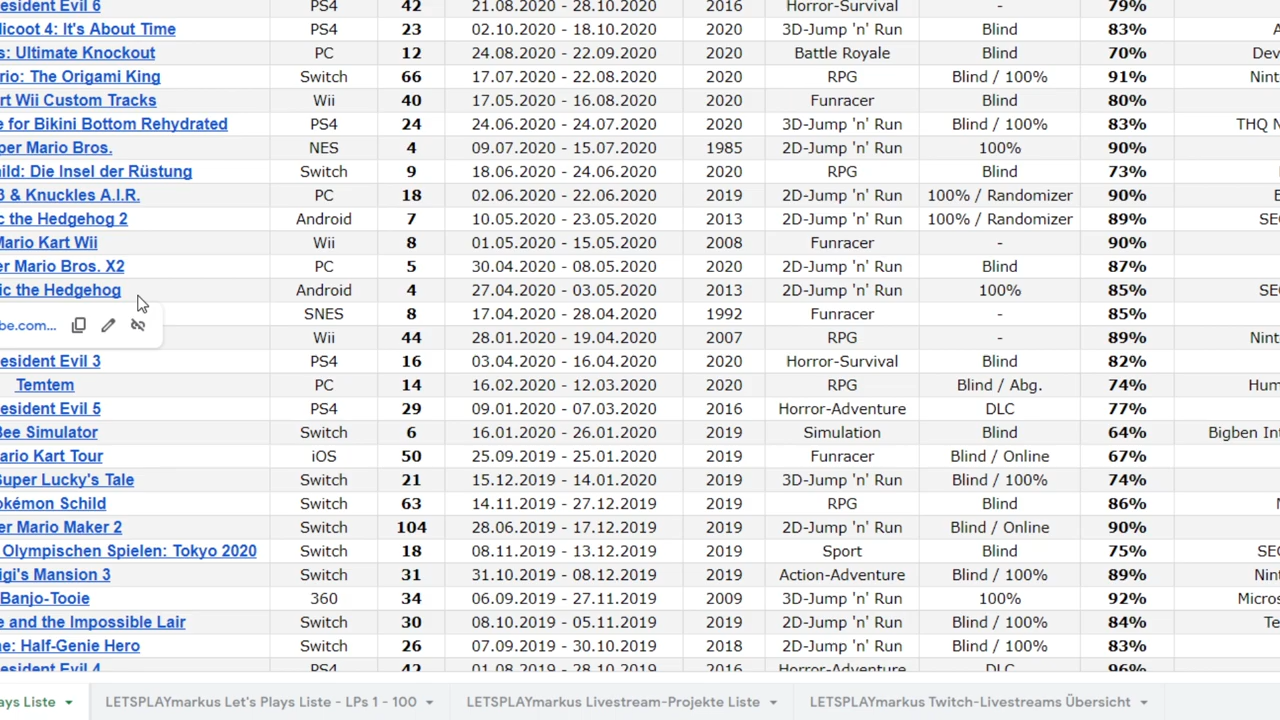 esident Evil 6 PS4 42 21.08.2020 - 28.10.2020 2016 Horror-Survival - 79%
licoot 4: It's About Time PS4 23 02.10.2020 - 18.10.2020 2020 3D-Jump 'n' Run Blind 83% A
s: Ultimate Knockout PC 12 24.08.2020 - 22.09.2020 2020 Battle Royale Blind 70% Dev
rio: The Origami King Switch 66 17.07.2020 - 22.08.2020 2020 RPG Blind / 100% 91% Nint
rt Wii Custom Tracks Wii 40 17.05.2020 - 16.08.2020 2020 Funracer Blind 80%
e for Bikini Bottom Rehydrated PS4 24 24.06.2020 - 24.07.2020 2020 3D-Jump 'n' Run Blind / 100% 83% THQ N
per Mario Bros. NES 4 09.07.2020 - 15.07.2020 1985 2D-Jump 'n' Run 100% 90%
hild: Die Insel der Rüstung Switch 9 18.06.2020 - 24.06.2020 2020 RPG Blind 73%
3 & Knuckles A.I.R. PC 18 02.06.2020 - 22.06.2020 2019 2D-Jump 'n' Run 100% / Randomizer 90%
c the Hedgehog 2 Android 7 10.05.2020 - 23.05.2020 2013 2D-Jump 'n' Run 100% / Randomizer 89% SE
Mario Kart Wii Wii 8 01.05.2020 - 15.05.2020 2008 Funracer - 90%
er Mario Bros. X2 PC 5 30.04.2020 - 08.05.2020 2020 2D-Jump 'n' Run Blind 87%
ic the Hedgehog Android 4 27.04.2020 - 03.05.2020 2013 2D-Jump 'n' Run 100% 85% SE
be.com... SNES 8 17.04.2020 - 28.04.2020 1992 Funracer - 85%
Wii 44 28.01.2020 - 19.04.2020 2007 RPG - 89% Nint
esident Evil 3 PS4 16 03.04.2020 - 16.04.2020 2020 Horror-Survival Blind 82%
Temtem PC 14 16.02.2020 - 12.03.2020 2020 RPG Blind / Abg. 74% Hum
esident Evil 5 PS4 29 09.01.2020 - 07.03.2020 2016 Horror-Adventure DLC 77%
Bee Simulator Switch 6 16.01.2020 - 26.01.2020 2019 Simulation Blind 64% Bigben Int
ario Kart Tour iOS 50 25.09.2019 - 25.01.2020 2019 Funracer Blind / Online 67%
Super Lucky's Tale Switch 21 15.12.2019 - 14.01.2020 2019 3D-Jump 'n' Run Blind / 100% 74%
okémon Schild Switch 63 14.11.2019 - 27.12.2019 2019 RPG Blind 86% N
er Mario Maker 2 Switch 104 28.06.2019 - 17.12.2019 2019 2D-Jump 'n' Run Blind / Online 90%
Olympischen Spielen: Tokyo 2020 Switch 18 08.11.2019 - 13.12.2019 2019 Sport Blind 75% SE
igi's Mansion 3 Switch 31 31.10.2019 - 08.12.2019 2019 Action-Adventure Blind / 100% 89% Nint
Banjo-Tooie 360 34 06.09.2019 - 27.11.2019 2009 3D-Jump 'n' Run 100% 92% Micros
e and the Impossible Lair Switch 30 08.10.2019 - 05.11.2019 2019 2D-Jump 'n' Run Blind / 100% 84% Te
ne: Half-Genie Hero Switch 26 07.09.2019 - 30.10.2019 2018 2D-Jump 'n' Run Blind 83%
esident Evil 4 PS4 42 01.08.2019 - 28.10.2019 2016 Horror-Adventure DLC 96%
ays Liste LETSPLAYmarkus Let's Plays Liste - LPs 1 - 100 LETSPLAYmarkus Livestream-Projekte Liste LETSPLAYmarkus Twitch-Livestreams Übersicht